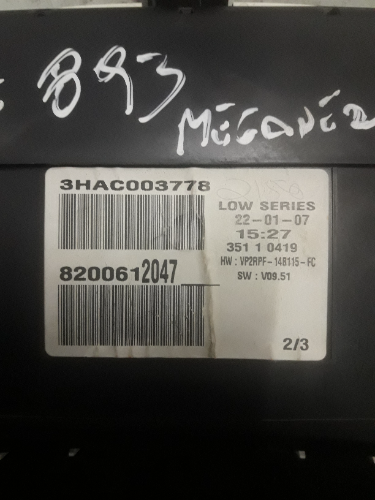 893
MÉGANE2
3HAC003778
LOW SERIES
22-01-07
15:27
351 1 0419
8200612047
HW : VP2RPF-14B115-FC
SW : V09.51
2/3